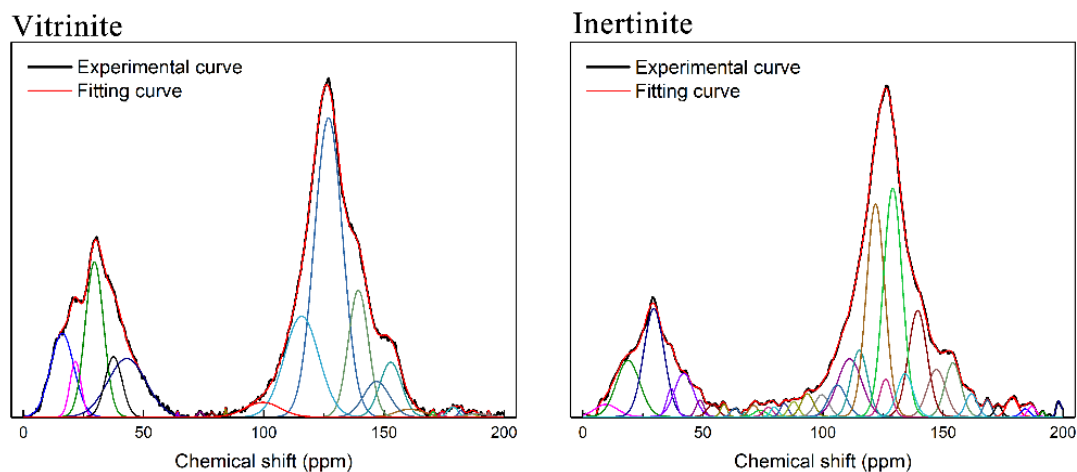 Vitrinite
Experimental curve
Fitting curve
0 50 100 150 200
Chemical shift (ppm)
Inertinite
Experimental curve
Fitting curve
0 50 100 150 200
Chemical shift (ppm)